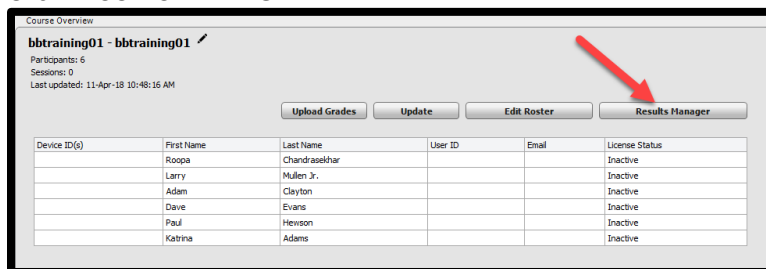 Course Overview
bbtraining01 - bbtraining01
Participants: 6
Sessions: 0
Last updated: 11-Apr-18 10:48:16 AM
Upload Grades Update Edit Roster Results Manager
Device ID(s) First Name Last Name User ID Email License Status
Roopa Chandrasekhar Inactive
Larry Mullen Jr. Inactive
Adam Clayton Inactive
Dave Evans Inactive
Paul Hewson Inactive
Katrina Adams Inactive